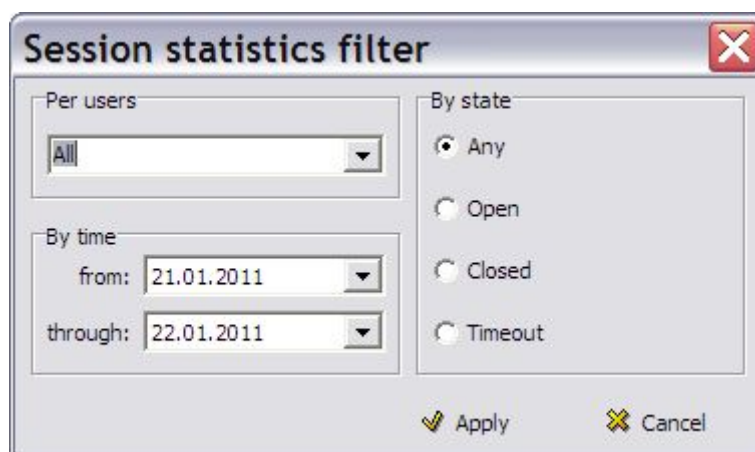 Session statistics filter
Per users
All
By time
from: 21.01.2011
through: 22.01.2011
By state
Any
Open
Closed
Timeout
Apply
Cancel